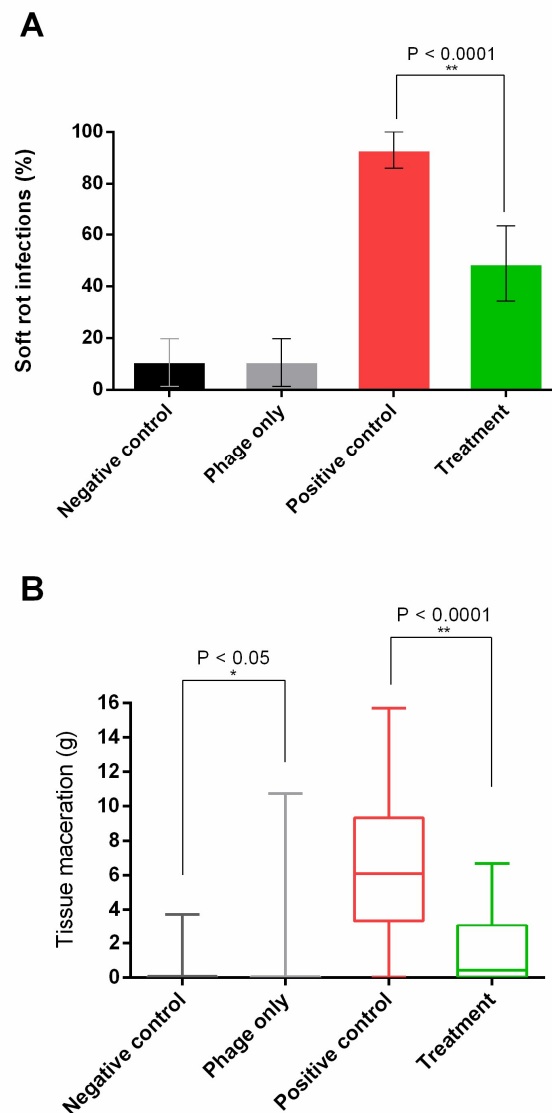 A
P < 0.0001
**
Soft rot infections (%)
100
80
60
40
20
0
Negative control
Phage only
Positive control
Treatment
B
P < 0.0001
**
P < 0.05
*
Tissue maceration (g)
16
14
12
10
8
6
4
2
0
Negative control
Phage only
Positive control
Treatment